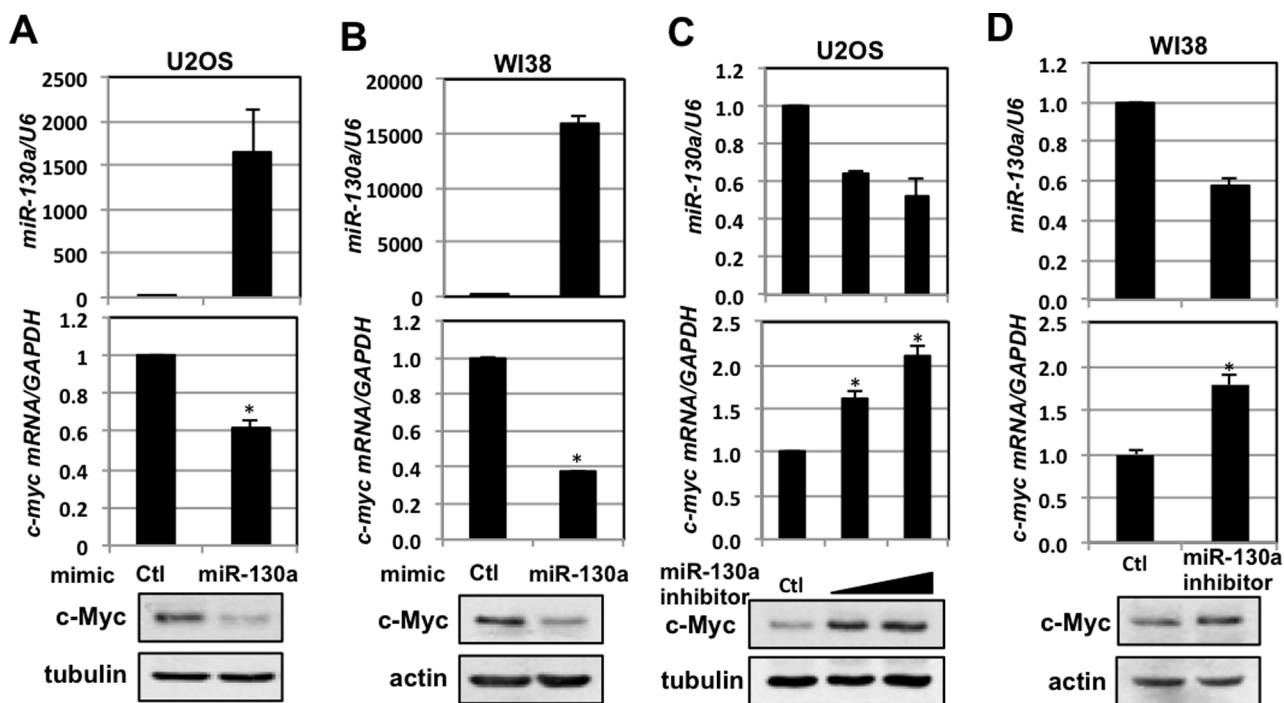 A
U2OS
miR-130a/U6
2500
2000
1500
1000
500
0
c-myc mRNA/GAPDH
1.2
1.0
0.8
0.6
0.4
0.2
0
*
mimic Ctl miR-130a
c-Myc
tubulin
B
WI38
miR-130a/U6
20000
15000
10000
5000
0
c-myc mRNA/GAPDH
1.2
1.0
0.8
0.6
0.4
0.2
0.0
*
mimic Ctl miR-130a
c-Myc
actin
C
U2OS
miR-130a/U6
1.2
1.0
0.8
0.6
0.4
0.2
0.0
c-myc mRNA/GAPDH
2.5
2.0
1.5
1.0
0.5
0.0
*
*
miR-130a
inhibitor
Ctl
c-Myc
tubulin
D
WI38
miR-130a/U6
1.2
1.0
0.8
0.6
0.4
0.2
0.0
c-myc mRNA/GAPDH
2.5
2.0
1.5
1.0
0.5
0.0
*
Ctl miR-130a
inhibitor
c-Myc
actin